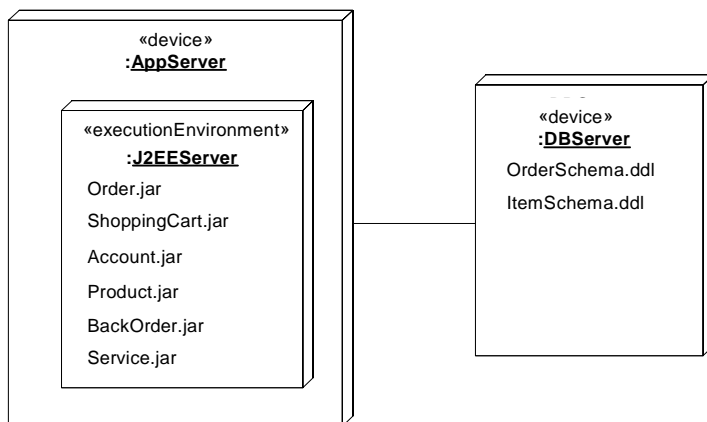 «device»
:AppServer
«executionEnvironment»
:J2EEServer
Order.jar
ShoppingCart.jar
Account.jar
Product.jar
BackOrder.jar
Service.jar
«device»
:DBServer
OrderSchema.ddl
ItemSchema.ddl